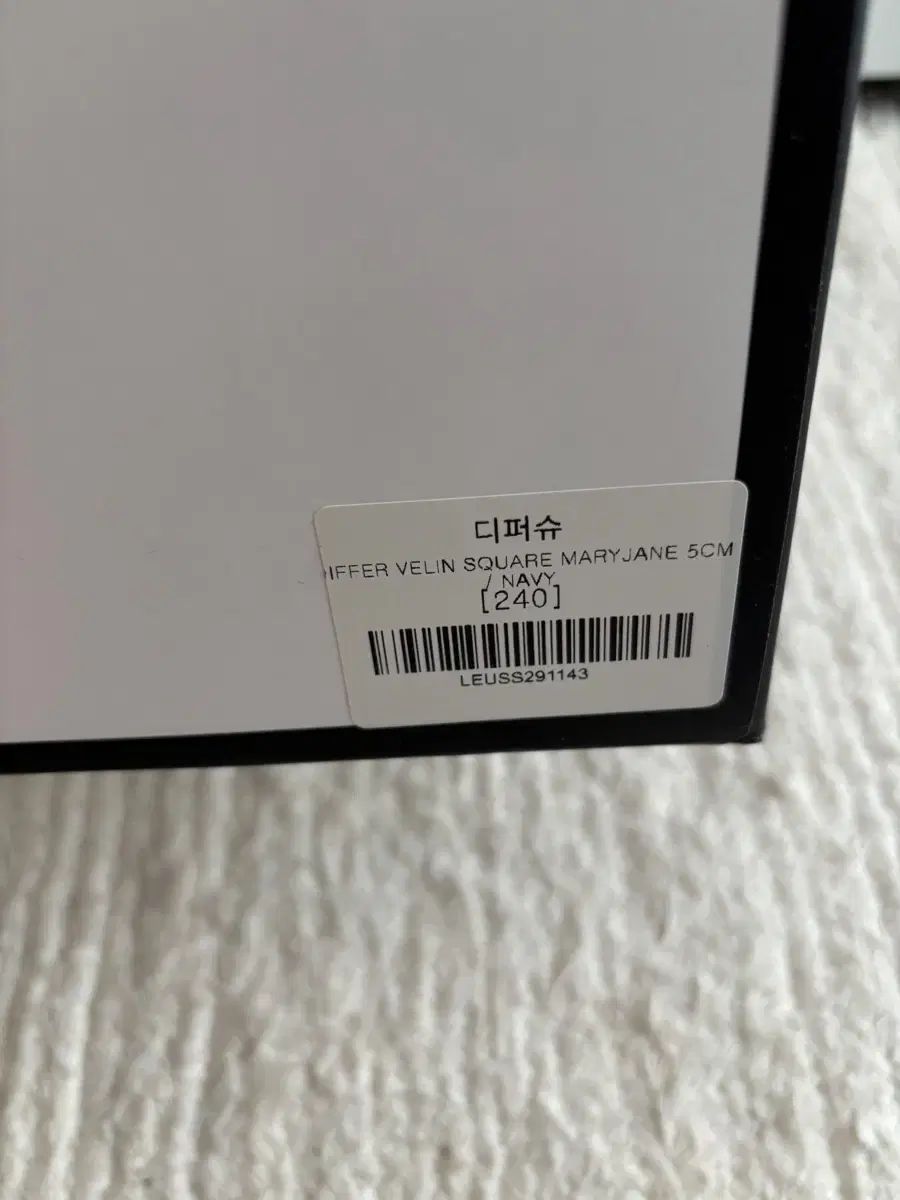 디퍼슈
IFFER VELIN SQUARE MARYJANE 5CM
/ NAVY
[240]
LEUSS291143